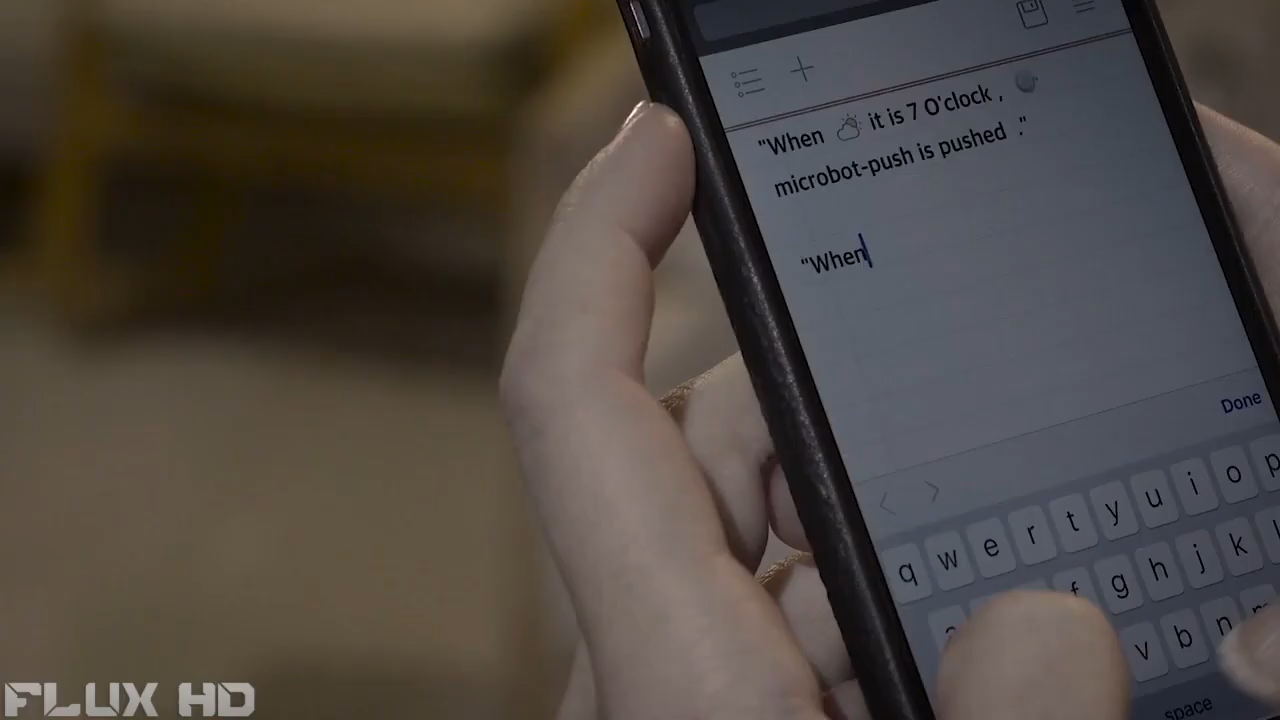 "When it is 7 O'clock ,
microbot-push is pushed ."
"When
Done
q w e r t y u i o p
f g h j k
v b n
space
FLUX HD